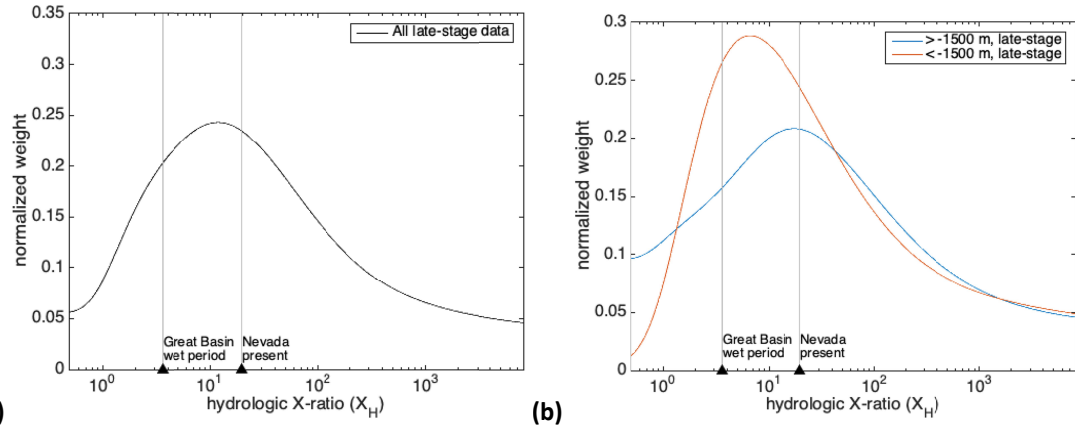 0.35
0.3
0.25
0.2
0.15
0.1
0.05
0
normalized weight
All late-stage data
Great Basin
wet period
Nevada
present
10^0
10^1
10^2
10^3
hydrologic X-ratio (X_H)
)
0.3
0.25
0.2
0.15
0.1
0.05
0
normalized weight
> -1500 m, late-stage
< -1500 m, late-stage
Great Basin
wet period
Nevada
present
10^0
10^1
10^2
10^3
hydrologic X-ratio (X_H)
(b)